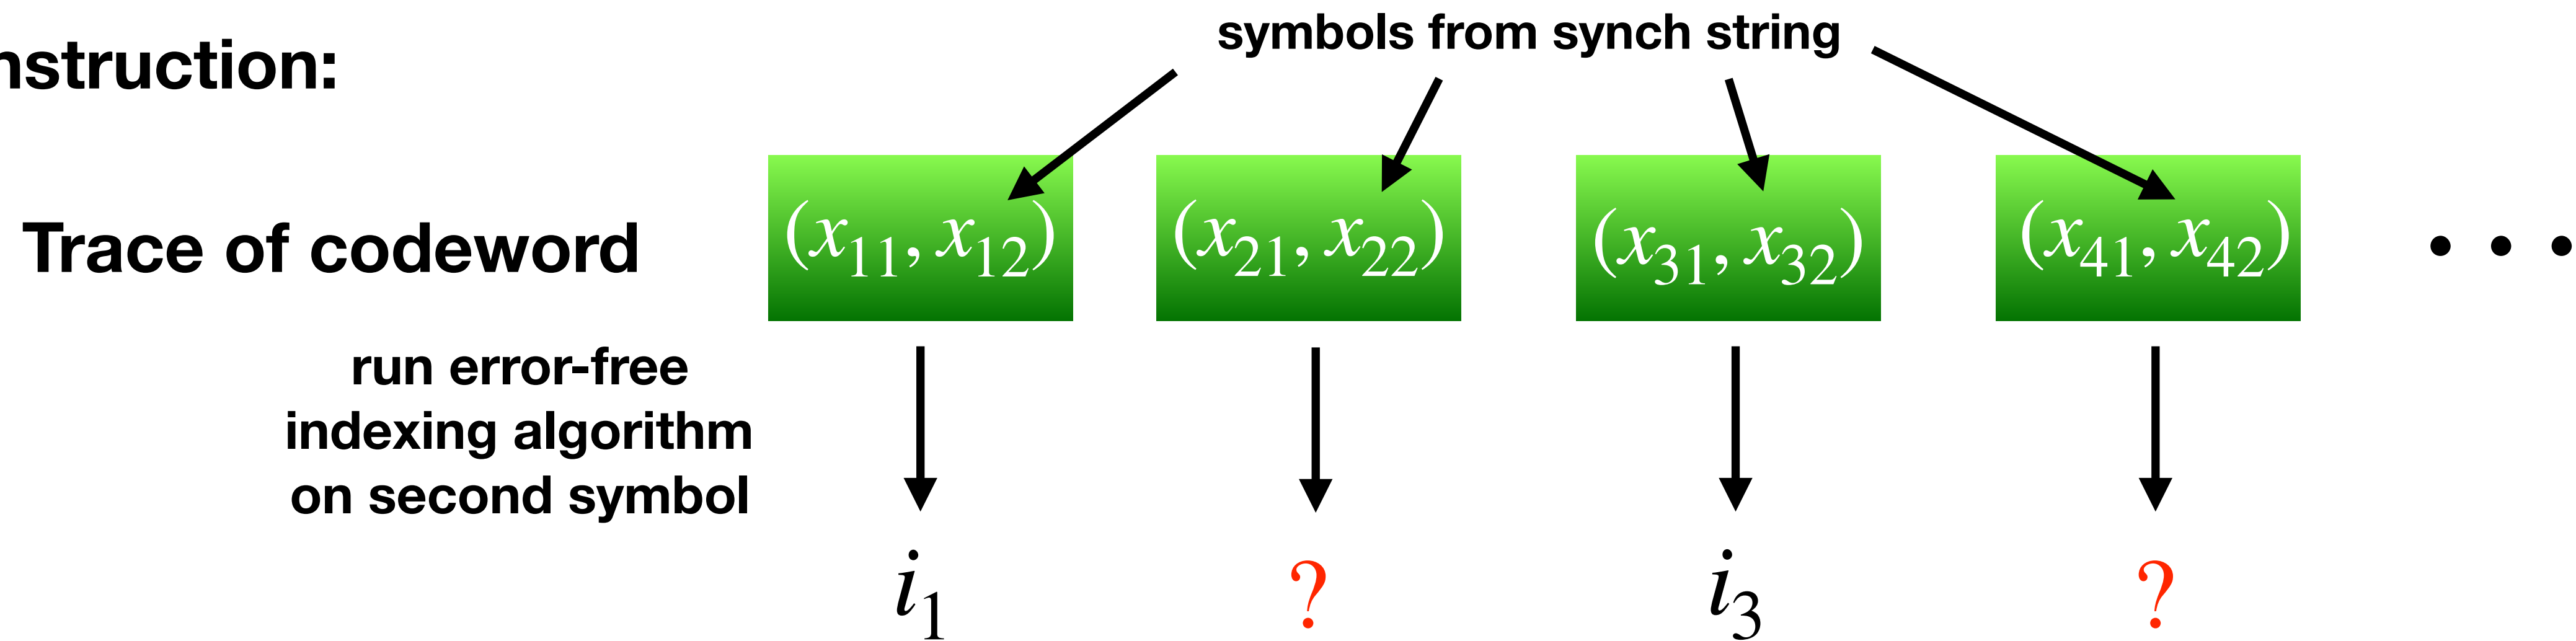 symbols from synch string
nstruction:
Trace of codeword
(x₁₁, x₁₂) (x₂₁, x₂₂) (x₃₁, x₃₂) (x₄₁, x₄₂) • • •
run error-free
indexing algorithm
on second symbol
i₁ ? i₃ ?